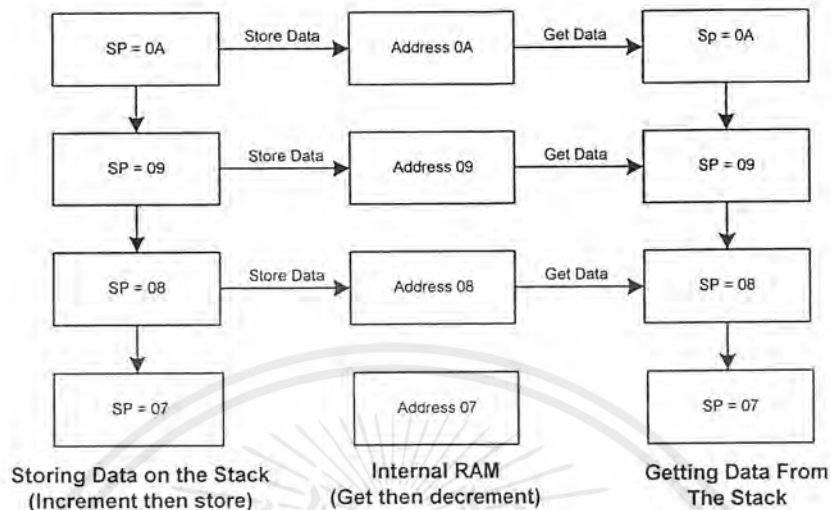 SP = 0A
Store Data
Address 0A
Get Data
Sp = 0A
SP = 09
Store Data
Address 09
Get Data
SP = 09
SP = 08
Store Data
Address 08
Get Data
SP = 08
SP = 07
Address 07
SP = 07
Storing Data on the Stack
(Increment then store)
Internal RAM
(Get then decrement)
Getting Data From
The Stack